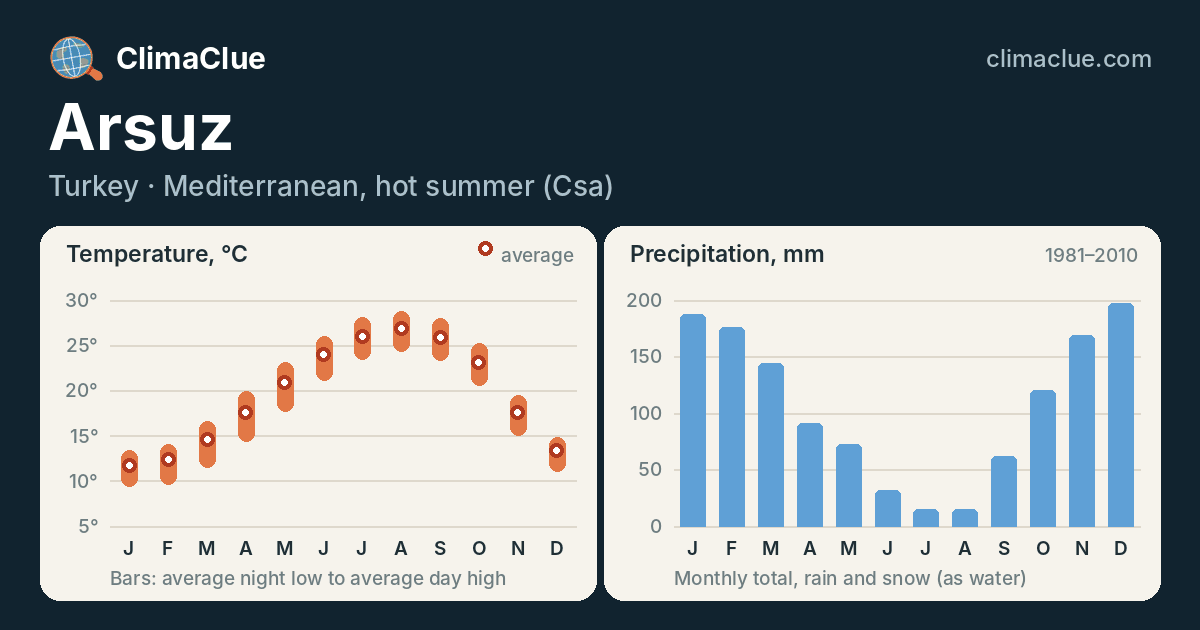 ClimaClue
climaclue.com
Arsuz
Turkey · Mediterranean, hot summer (Csa)
Temperature, °C
average
30°
25°
20°
15°
10°
5°
J F M A M J J A S O N D
Bars: average night low to average day high
Precipitation, mm
1981–2010
200
150
100
50
0
J F M A M J J A S O N D
Monthly total, rain and snow (as water)